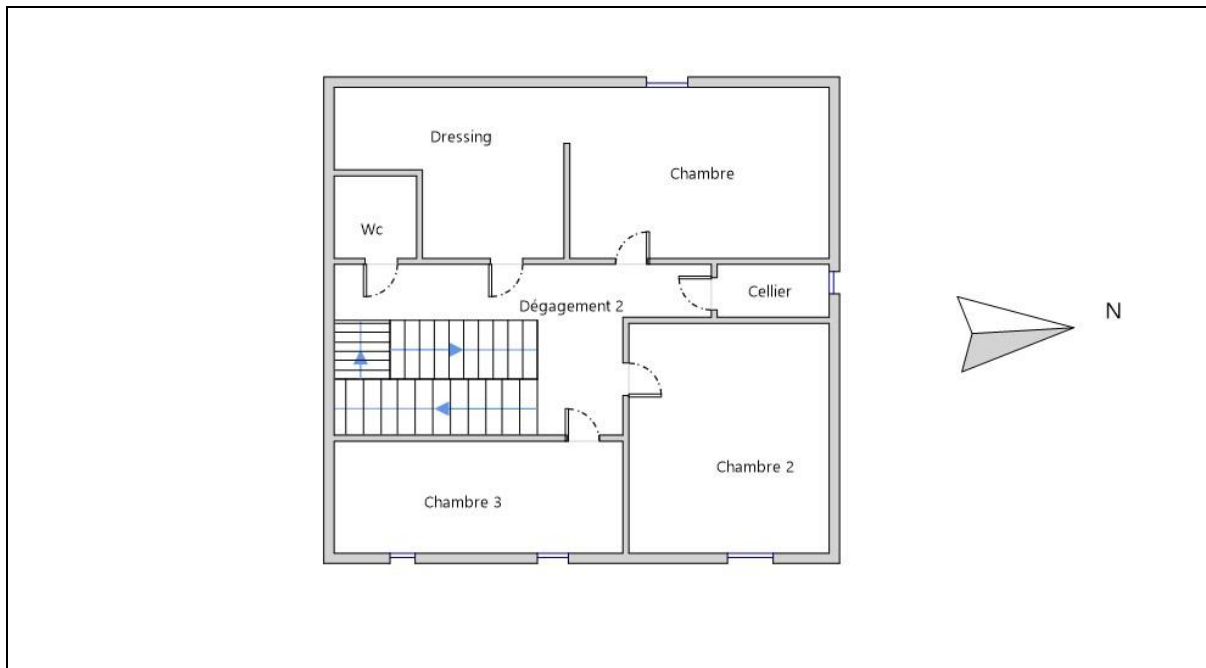 Dressing
Chambre
Wc
Cellier
Dégagement 2
N
Chambre 2
Chambre 3